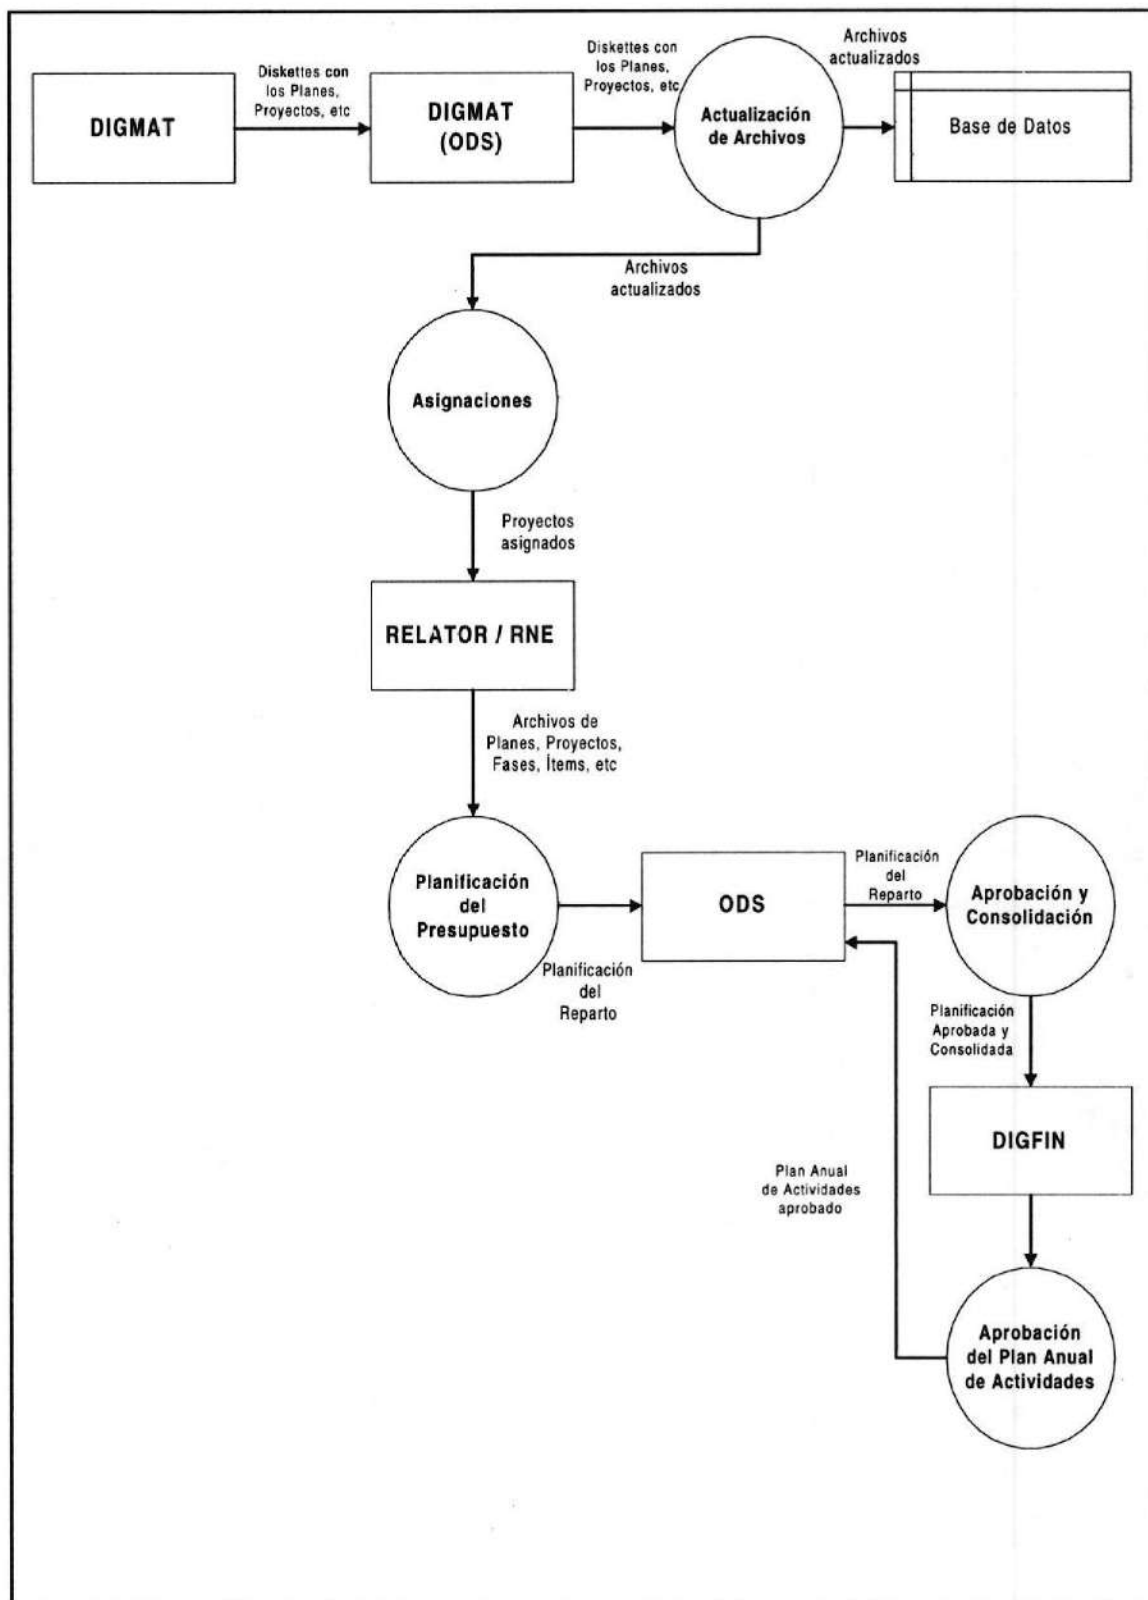 Diskettes con
los Planes,
Proyectos, etc
Diskettes con
los Planes,
Proyectos, etc
Archivos
actualizados
DIGMAT
DIGMAT
(ODS)
Actualización
de Archivos
Base de Datos
Archivos
actualizados
Asignaciones
Proyectos
asignados
RELATOR / RNE
Archivos de
Planes, Proyectos,
Fases, Ítems, etc
Planificación
del
Presupuesto
Planificación
del
Reparto
ODS
Planificación
del
Reparto
Aprobación y
Consolidación
Planificación
Aprobada y
Consolidada
DIGFIN
Plan Anual
de Actividades
aprobado
Aprobación
del Plan Anual
de Actividades